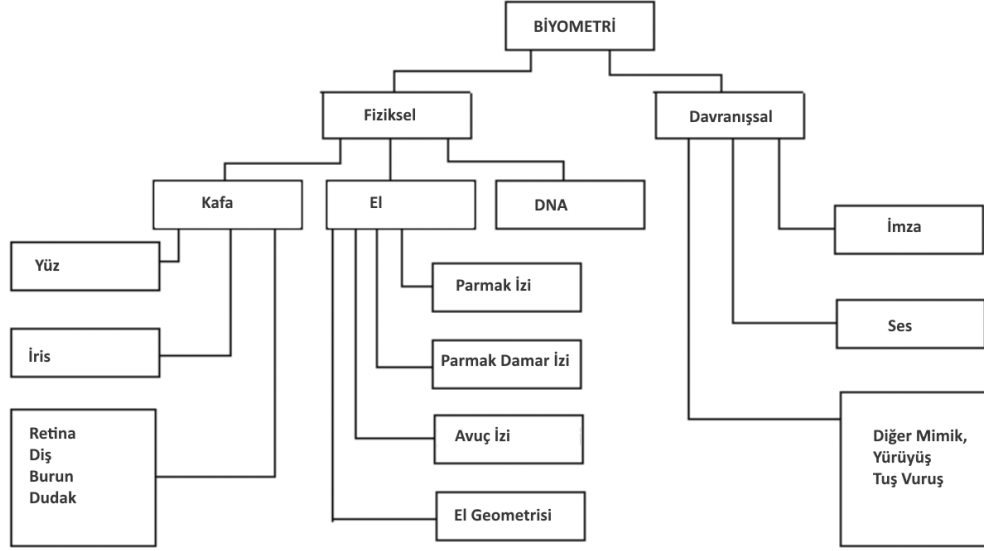 BİYOMETRİ
Fiziksel
Davranışsal
Kafa
El
DNA
İmza
Yüz
Parmak İzi
Ses
İris
Parmak Damar İzi
Retina
Diş
Burun
Dudak
Avuç İzi
Diğer Mimik,
Yürüyüş
Tuş Vuruş
El Geometrisi